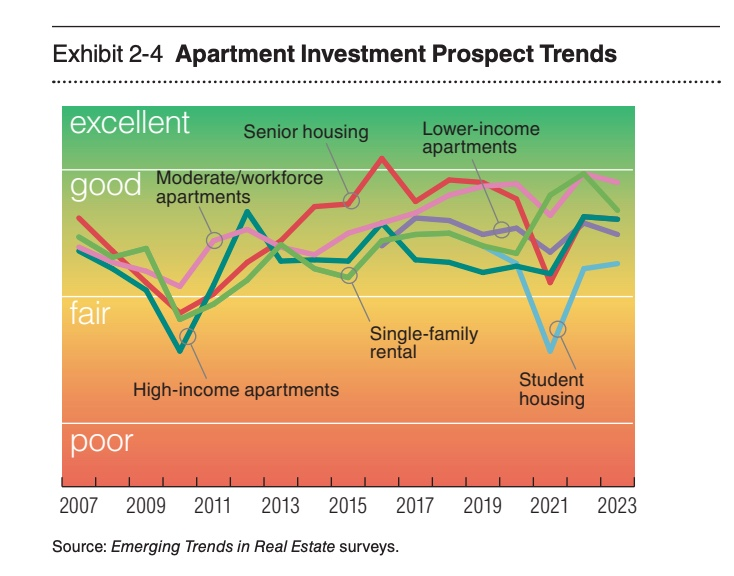 Exhibit 2-4 Apartment Investment Prospect Trends
excellent
Senior housing
Lower-income
apartments
good
Moderate/workforce
apartments
fair
Single-family
rental
High-income apartments
Student
housing
poor
2007 2009 2011 2013 2015 2017 2019 2021 2023
Source: Emerging Trends in Real Estate surveys.